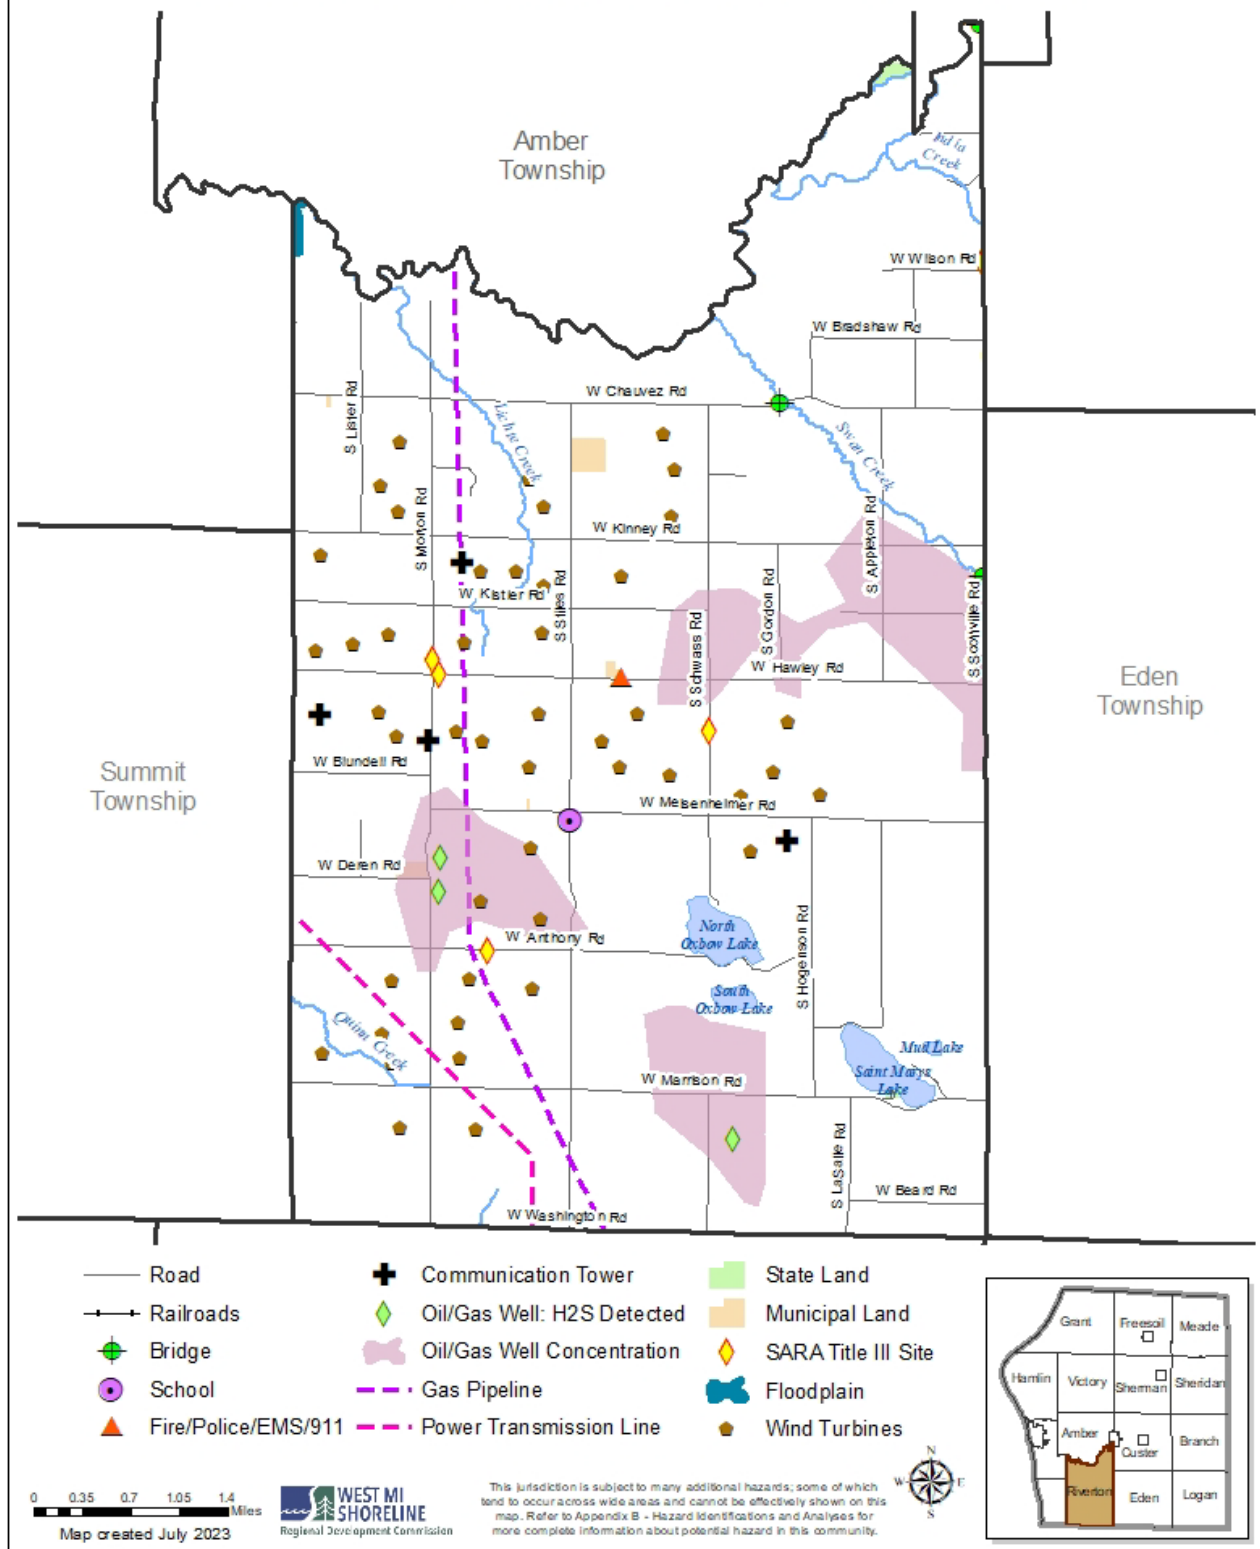 Amber
Township
India
Creek
W Wilson Rd
W Bradshaw Rd
W Chauvez Rd
S Lister Rd
Lichte Creek
Swan Creek
S Morton Rd
W Kinney Rd
S Appleton Rd
W Kistler Rd
S Stiles Rd
S Gordon Rd
S Schwass Rd
S Scottville Rd
W Hawley Rd
Eden
Township
Summit
Township
W Blundell Rd
W Meisenheimer Rd
W Deren Rd
North
Oxbow Lake
W Anthony Rd
S Hogenson Rd
South
Oxbow Lake
Quinn Creek
Mud Lake
Saint Marys
Lake
W Marrison Rd
S LaSalle Rd
W Beard Rd
W Washington Rd
Road
Railroads
Bridge
School
Fire/Police/EMS/911
Communication Tower
Oil/Gas Well: H2S Detected
Oil/Gas Well Concentration
Gas Pipeline
Power Transmission Line
State Land
Municipal Land
SARA Title III Site
Floodplain
Wind Turbines
Grant
Freesoil
Meade
Hamlin
Victory
Sherman
Sheridan
Amber
Custer
Branch
Riverton
Eden
Logan
0 0.35 0.7 1.05 1.4
Miles
Map created July 2023
WEST MI
SHORELINE
Regional Development Commission
This jurisdiction is subject to many additional hazards; some of which
tend to occur across wide areas and cannot be effectively shown on this
map. Refer to Appendix B - Hazard Identifications and Analyses for
more complete information about potential hazard in this community.
N
W E
S